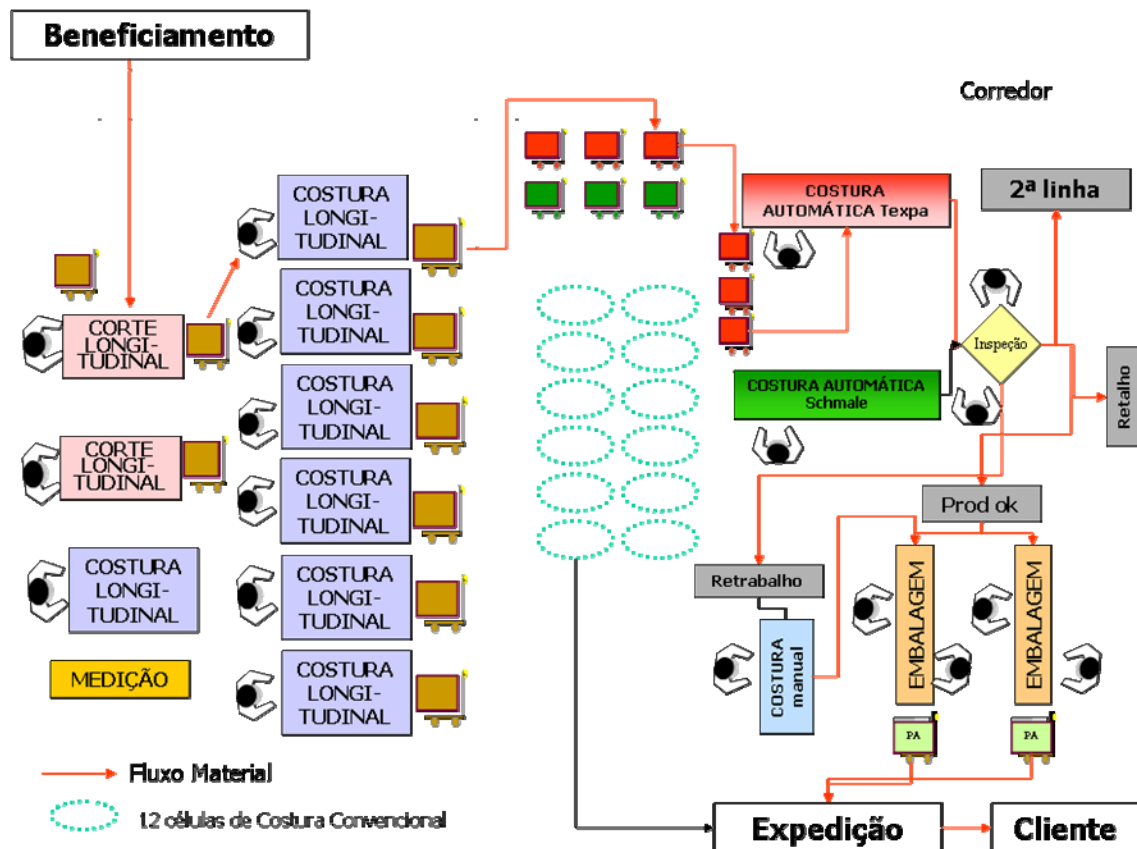 Beneficiamento
Corredor
COSTURA
LONGI-
TUDINAL
COSTURA
AUTOMÁTICA Texpa
2ª linha
COSTURA
LONGI-
TUDINAL
CORTE
LONGI-
TUDINAL
Inspeção
COSTURA
LONGI-
TUDINAL
COSTURA AUTOMÁTICA
Schmale
Retalho
CORTE
LONGI-
TUDINAL
COSTURA
LONGI-
TUDINAL
Prod ok
COSTURA
LONGI-
TUDINAL
COSTURA
LONGI-
TUDINAL
Retrabalho
EMBALAGEM
EMBALAGEM
COSTURA
manual
MEDIÇÃO
COSTURA
LONGI-
TUDINAL
PA
PA
Fluxo Material
12 células de Costura Convencional
Expedição
Cliente